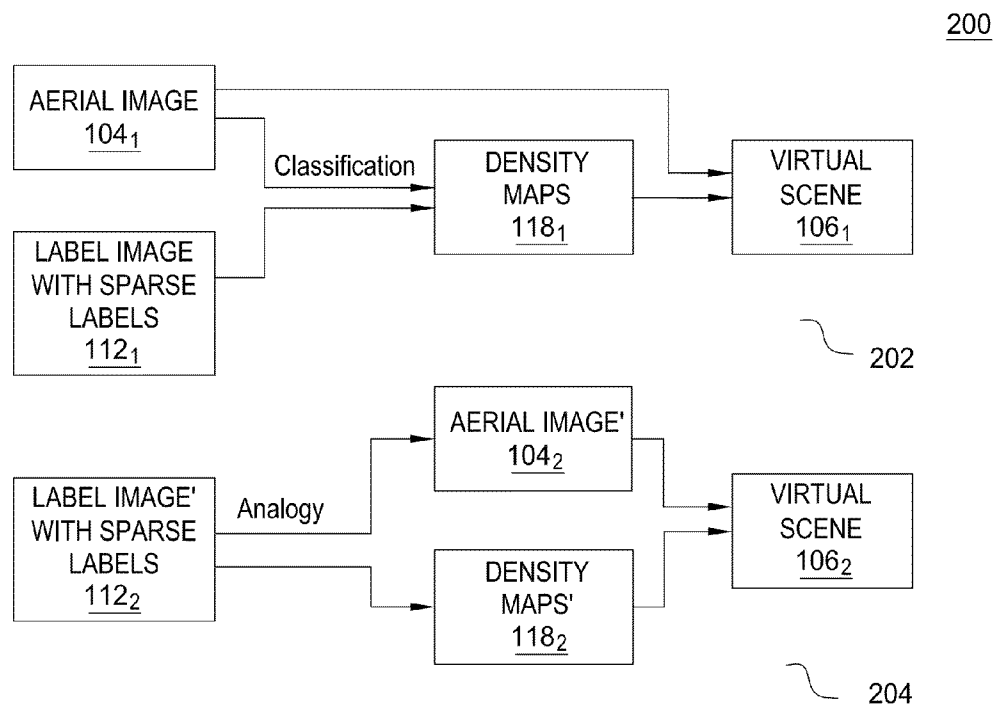 200
AERIAL IMAGE
104₁
Classification
DENSITY
MAPS
118₁
VIRTUAL
SCENE
106₁
LABEL IMAGE
WITH SPARSE
LABELS
112₁
202
AERIAL IMAGE'
104₂
LABEL IMAGE'
WITH SPARSE
LABELS
112₂
Analogy
DENSITY
MAPS'
118₂
VIRTUAL
SCENE
106₂
204